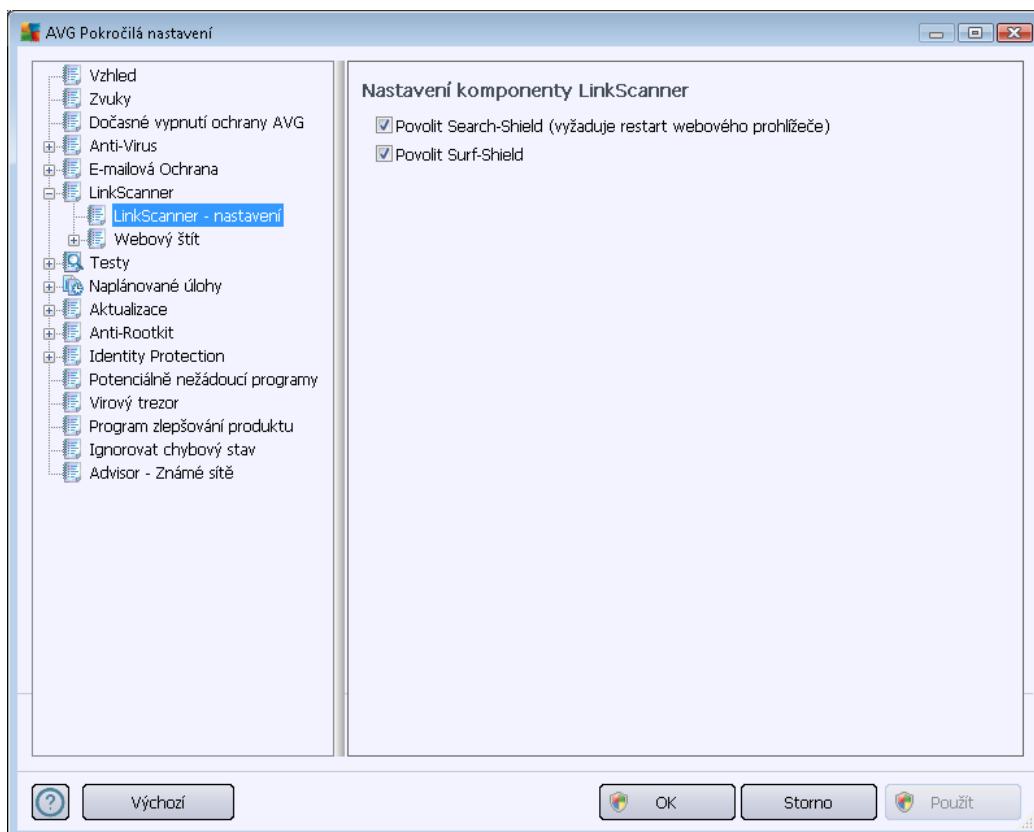 AVG Pokročilá nastavení
Vzhled
Zvuky
Dočasné vypnutí ochrany AVG
Anti-Virus
E-mailová Ochrana
LinkScanner
LinkScanner - nastavení
Webový štít
Testy
Naplánované úlohy
Aktualizace
Anti-Rootkit
Identity Protection
Potenciálně nežádoucí programy
Virový trezor
Program zlepšování produktu
Ignorovat chybový stav
Advisor - Známé sítě
Nastavení komponenty LinkScanner
Povolit Search-Shield (vyžaduje restart webového prohlížeče)
Povolit Surf-Shield
Výchozí
OK
Storno
Použít